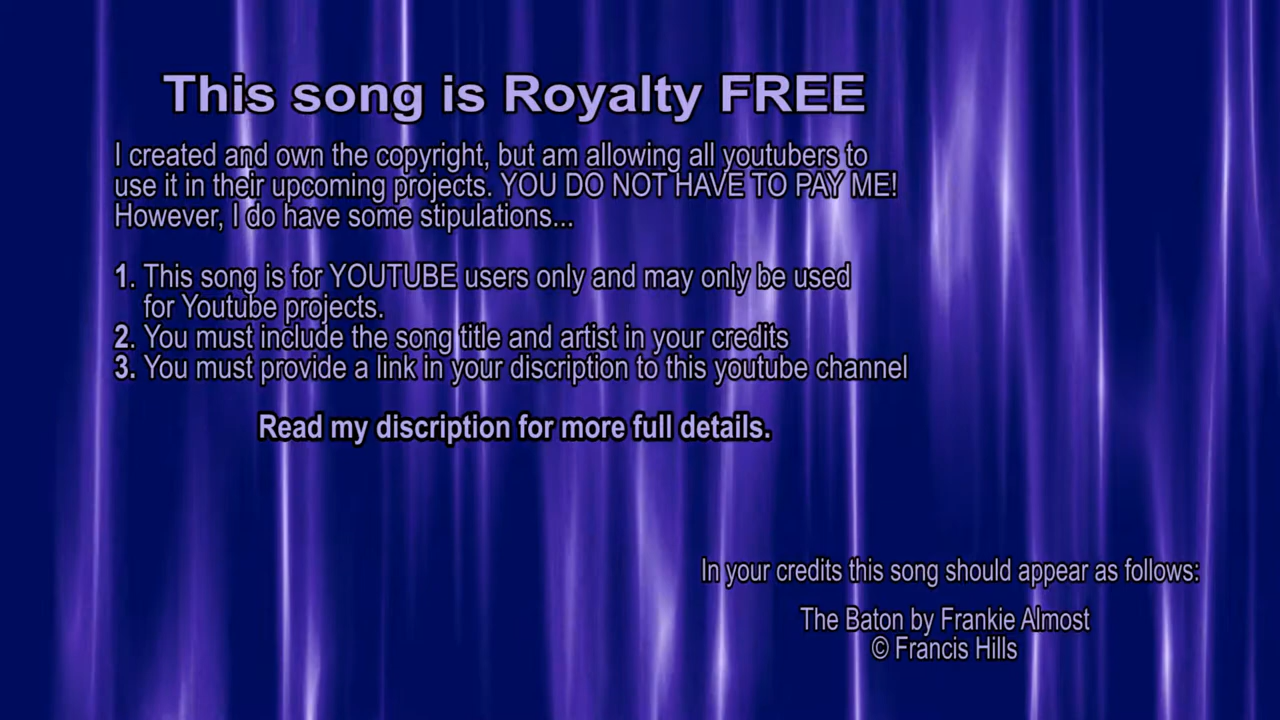 This song is Royalty FREE
I created and own the copyright, but am allowing all youtubers to
use it in their upcoming projects. YOU DO NOT HAVE TO PAY ME!
However, I do have some stipulations...
1. This song is for YOUTUBE users only and may only be used
for Youtube projects.
2. You must include the song title and artist in your credits
3. You must provide a link in your discription to this youtube channel
Read my discription for more full details.
In your credits this song should appear as follows:
The Baton by Frankie Almost
© Francis Hills